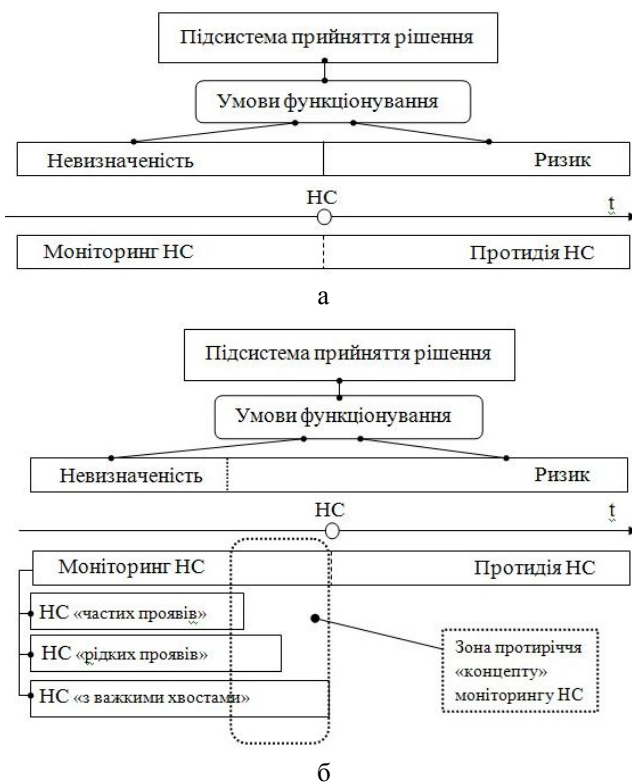 Підсистема прийняття рішення
Умови функціонування
Невизначеність Ризик
НС t
Моніторинг НС Протидія НС
а
Підсистема прийняття рішення
Умови функціонування
Невизначеність Ризик
НС t
Моніторинг НС Протидія НС
НС «частих проявів»
НС «рідких проявів»
НС «з важкими хвостами»
Зона протиріччя
«концепту»
моніторингу НС
б